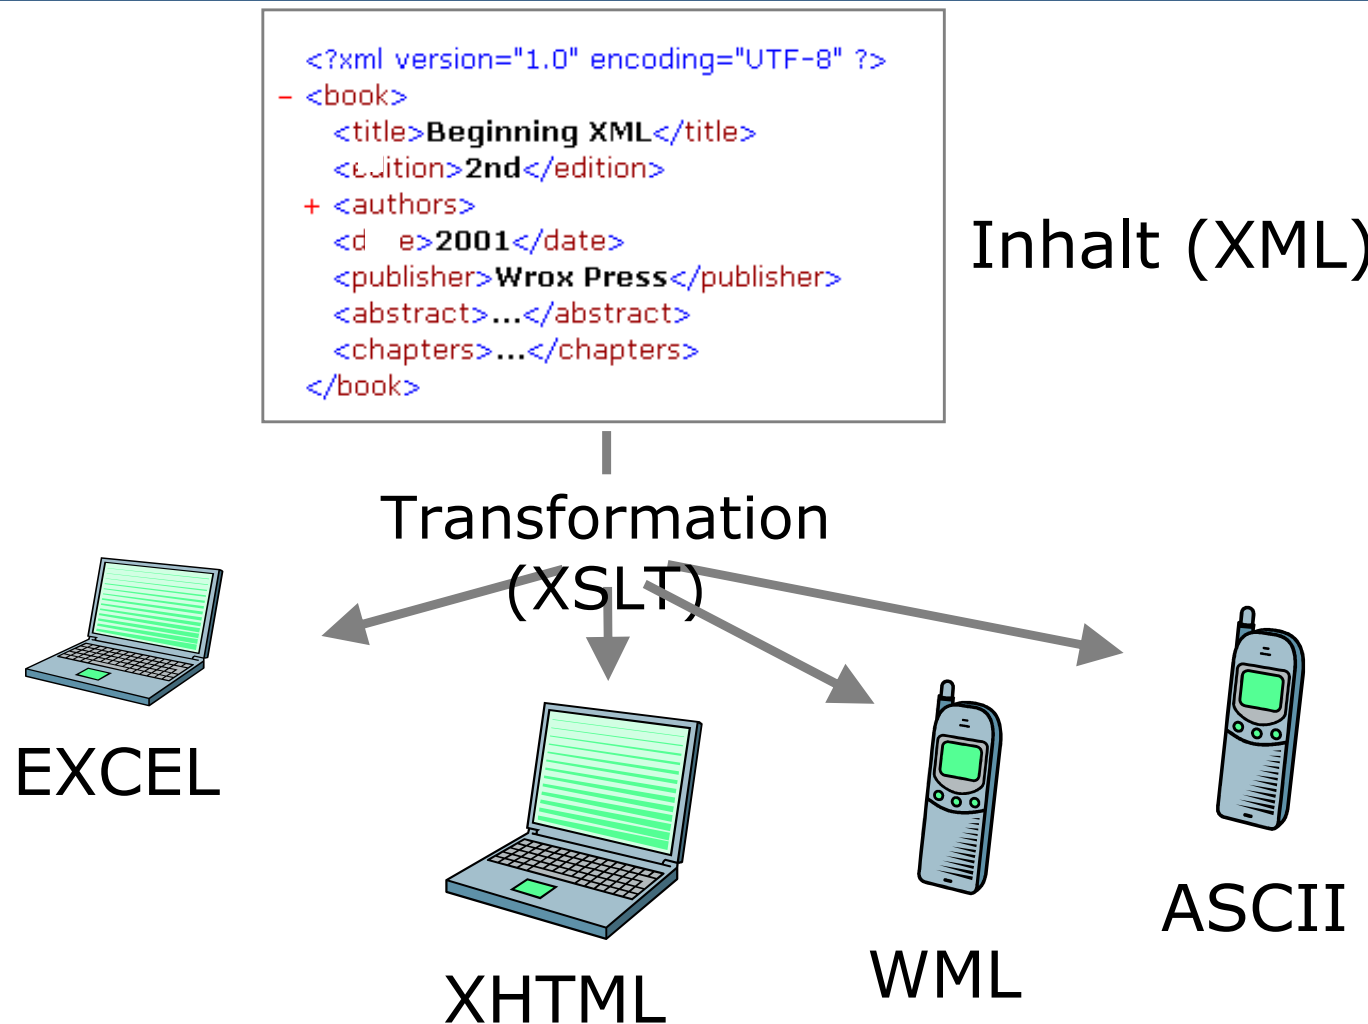 <?xml version="1.0" encoding="UTF-8" ?>
- <book>
<title>Beginning XML</title>
<edition>2nd</edition>
+ <authors>
<d e>2001</date>
<publisher>Wrox Press</publisher>
<abstract>...</abstract>
<chapters>...</chapters>
</book>
Inhalt (XML)
Transformation
(XSLT)
EXCEL
XHTML
WML
ASCII